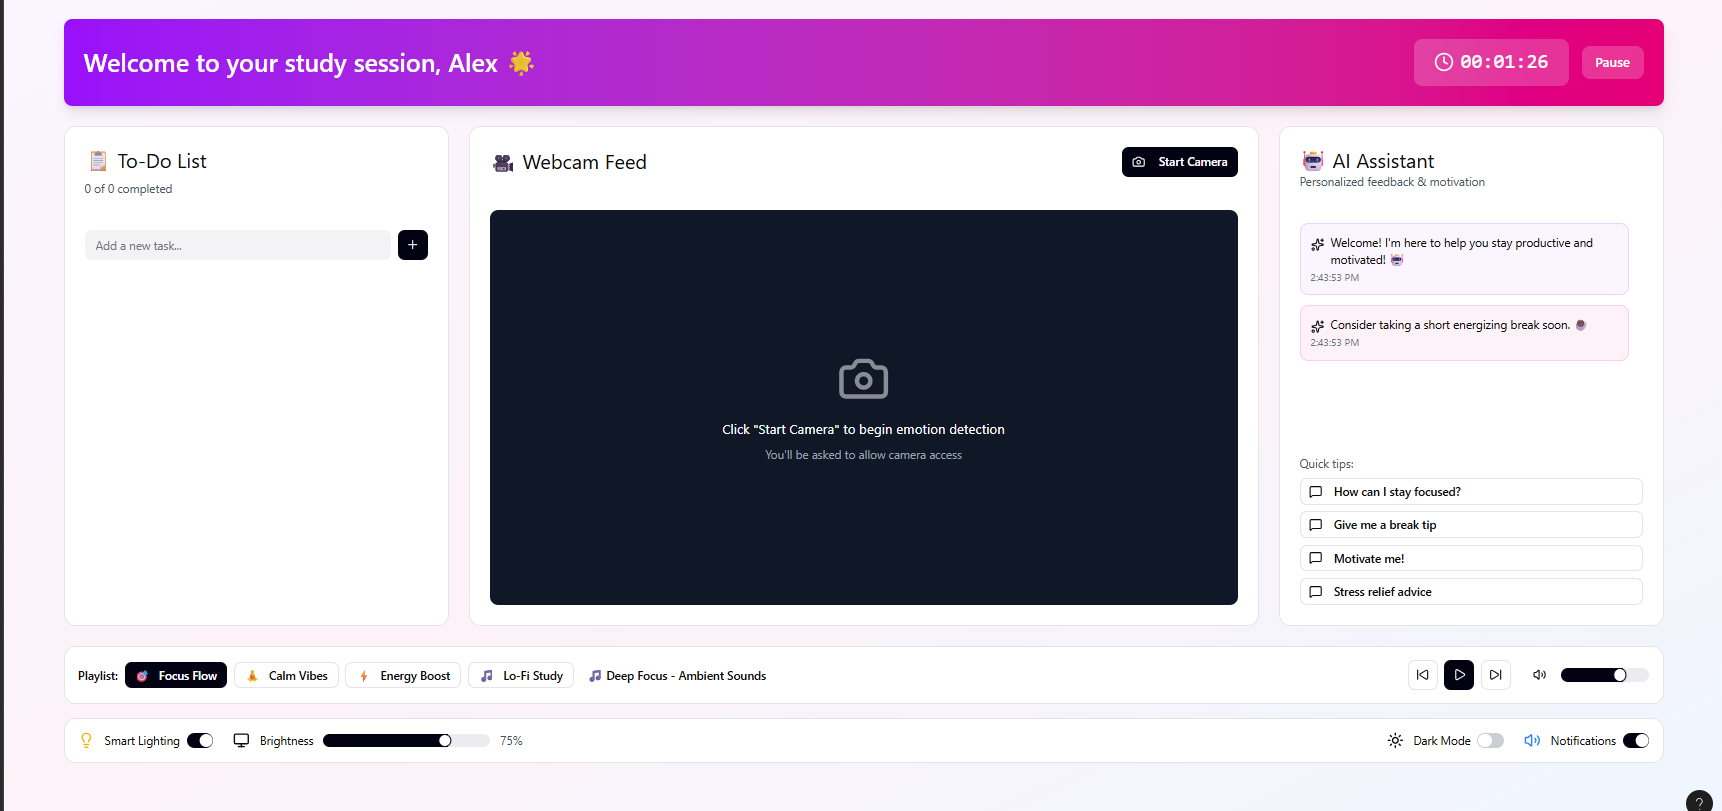 Welcome to your study session, Alex 🌟
00:01:26
Pause
📋 To-Do List
0 of 0 completed
Add a new task...
+
🎥 Webcam Feed
Start Camera
Click "Start Camera" to begin emotion detection
You'll be asked to allow camera access
🤖 AI Assistant
Personalized feedback & motivation
Welcome! I'm here to help you stay productive and
motivated! 🤖
2:43:53 PM
Consider taking a short energizing break soon.
2:43:53 PM
Quick tips:
How can I stay focused?
Give me a break tip
Motivate me!
Stress relief advice
Playlist:
🎯 Focus Flow
Calm Vibes
⚡ Energy Boost
🎵 Lo-Fi Study
🎵 Deep Focus - Ambient Sounds
Smart Lighting
Brightness
75%
Dark Mode
Notifications
?